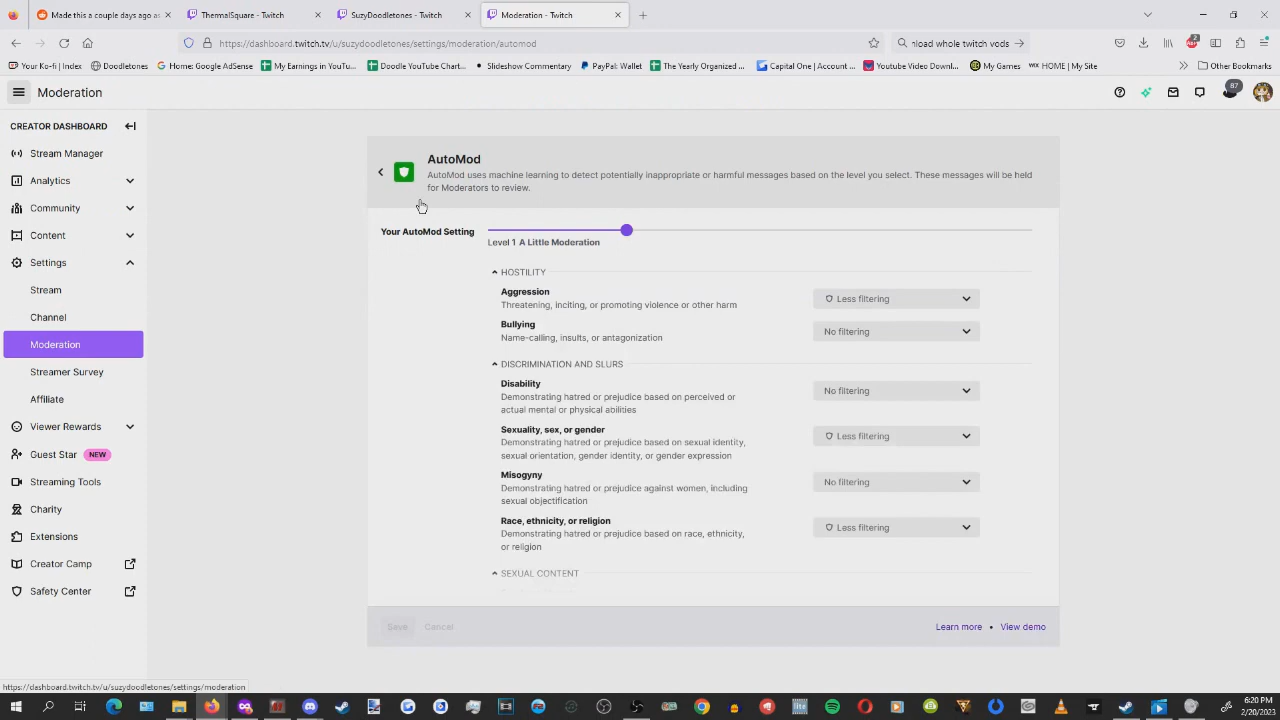 Made this a couple days ago as
ThermalSquare - Twitch
SuzyDoodletones - Twitch
Moderation - Twitch
https://dashboard.twitch.tv/u/suzydoodletones/settings/moderation/automod
nload whole twitch vods
Your Ko-fi | Index
Doodletones
Home: Google AdSense
My Earnings in YouTu...
Doodle YouTube Chart...
Slideshow Commentary
PayPal: Wallet
The Yearly Organized ...
Capital One | Account ...
Youtube Video Downl...
My Games
WIX HOME | My Site
Moderation
87
CREATOR DASHBOARD
Stream Manager
Analytics
Community
Content
Settings
Stream
Channel
Moderation
Streamer Survey
Affiliate
Viewer Rewards
Guest Star NEW
Streaming Tools
Charity
Extensions
Creator Camp
Safety Center
AutoMod
AutoMod uses machine learning to detect potentially inappropriate or harmful messages based on the level you select. These messages will be held
for Moderators to review.
Your AutoMod Setting
Level 1 A Little Moderation
HOSTILITY
Aggression
Threatening, inciting, or promoting violence or other harm
Less filtering
Bullying
Name-calling, insults, or antagonization
No filtering
DISCRIMINATION AND SLURS
Disability
Demonstrating hatred or prejudice based on perceived or
actual mental or physical abilities
No filtering
Sexuality, sex, or gender
Demonstrating hatred or prejudice based on sexual identity,
sexual orientation, gender identity, or gender expression
Less filtering
Misogyny
Demonstrating hatred or prejudice against women, including
sexual objectification
No filtering
Race, ethnicity, or religion
Demonstrating hatred or prejudice based on race, ethnicity,
or religion
Less filtering
SEXUAL CONTENT
Save
Cancel
Learn more • View demo
https://dashboard.twitch.tv/u/suzydoodletones/settings/moderation
lite
6:20 PM
2/20/2023